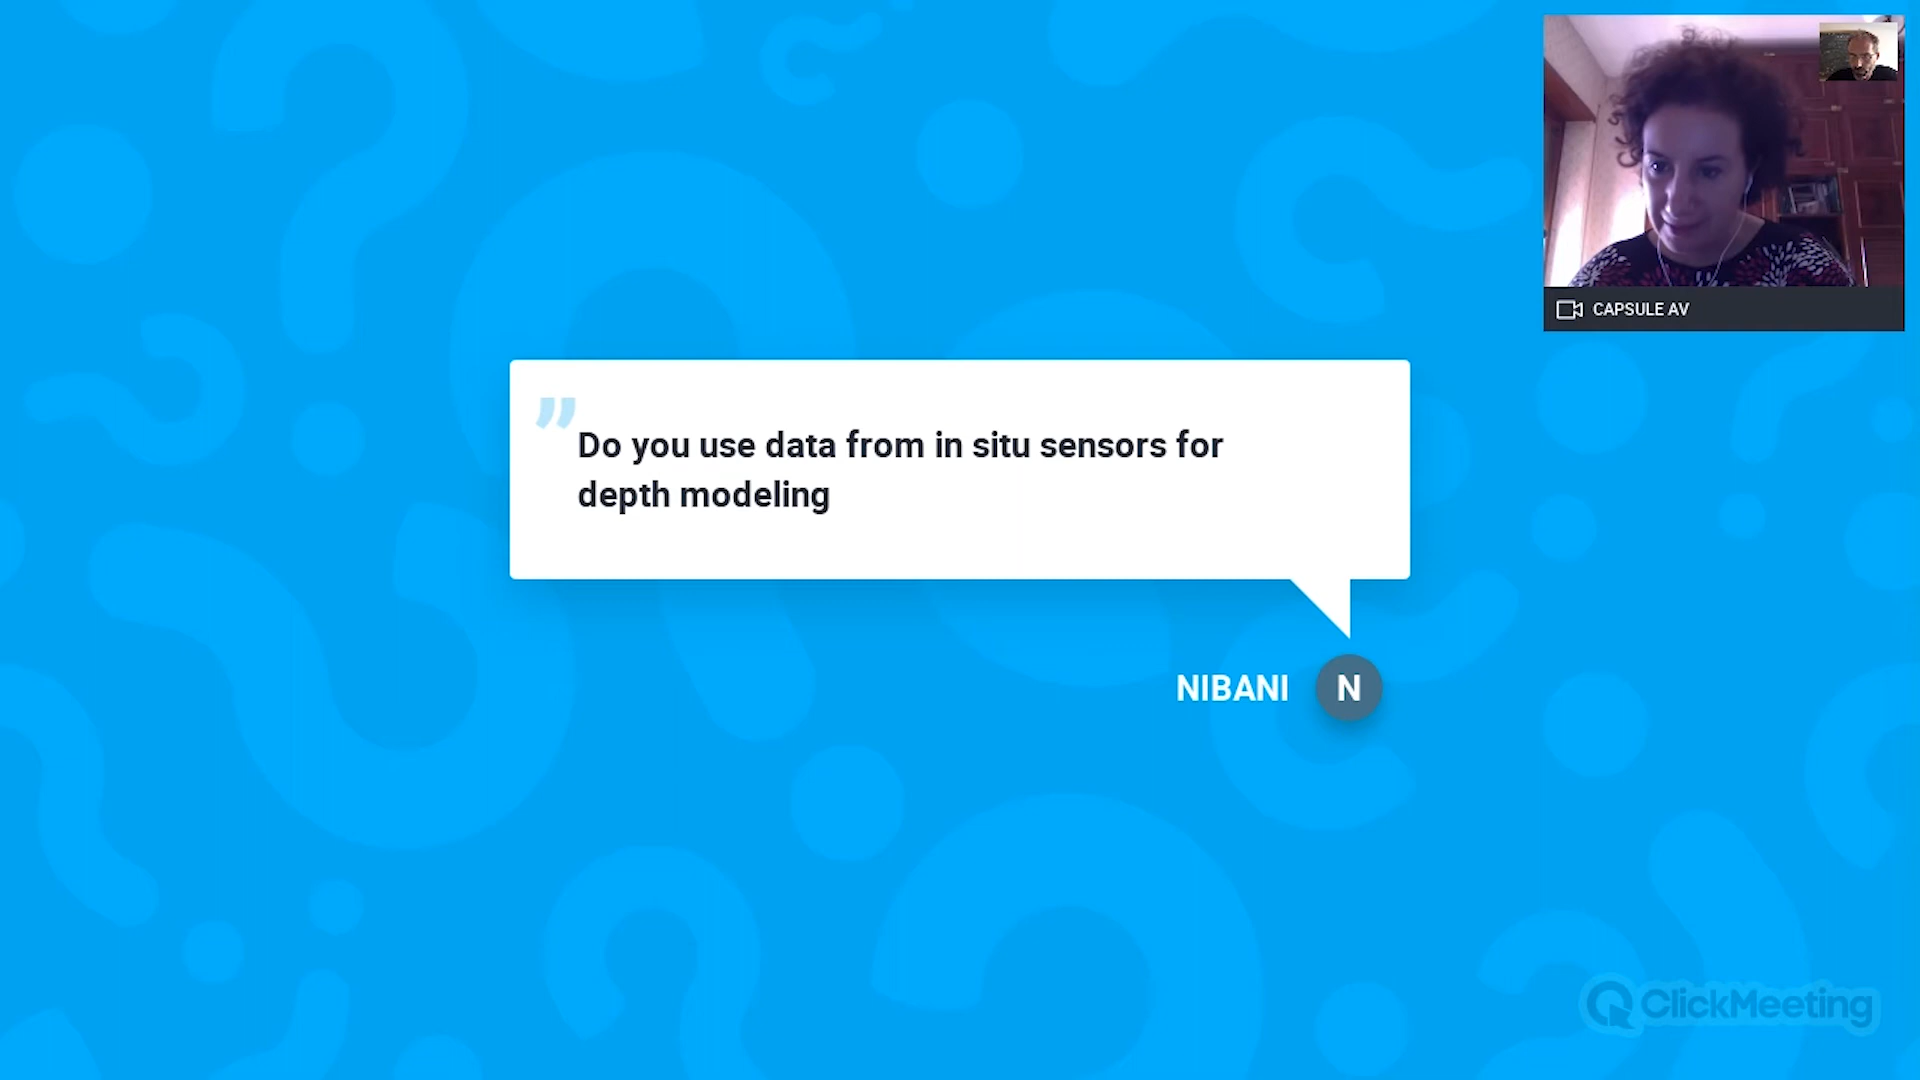 CAPSULE AV
”
Do you use data from in situ sensors for
depth modeling
NIBANI N
ClickMeeting